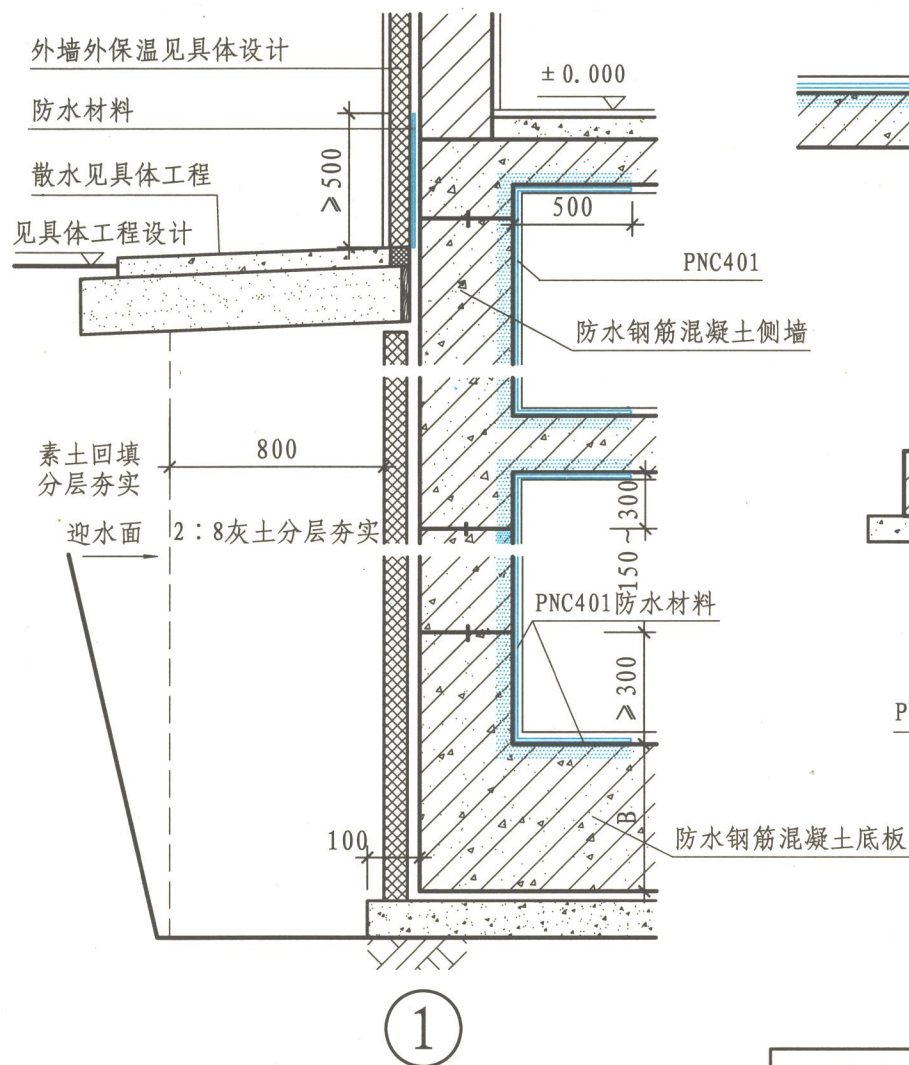 外墙外保温见具体设计
±0.000
防水材料
≥500
散水见具体工程
500
见具体工程设计
PNC401
防水钢筋混凝土侧墙
素土回填
分层夯实
800
150~300
迎水面
2:8灰土分层夯实
PNC401防水材料
≥300
P
B
100
防水钢筋混凝土底板
1